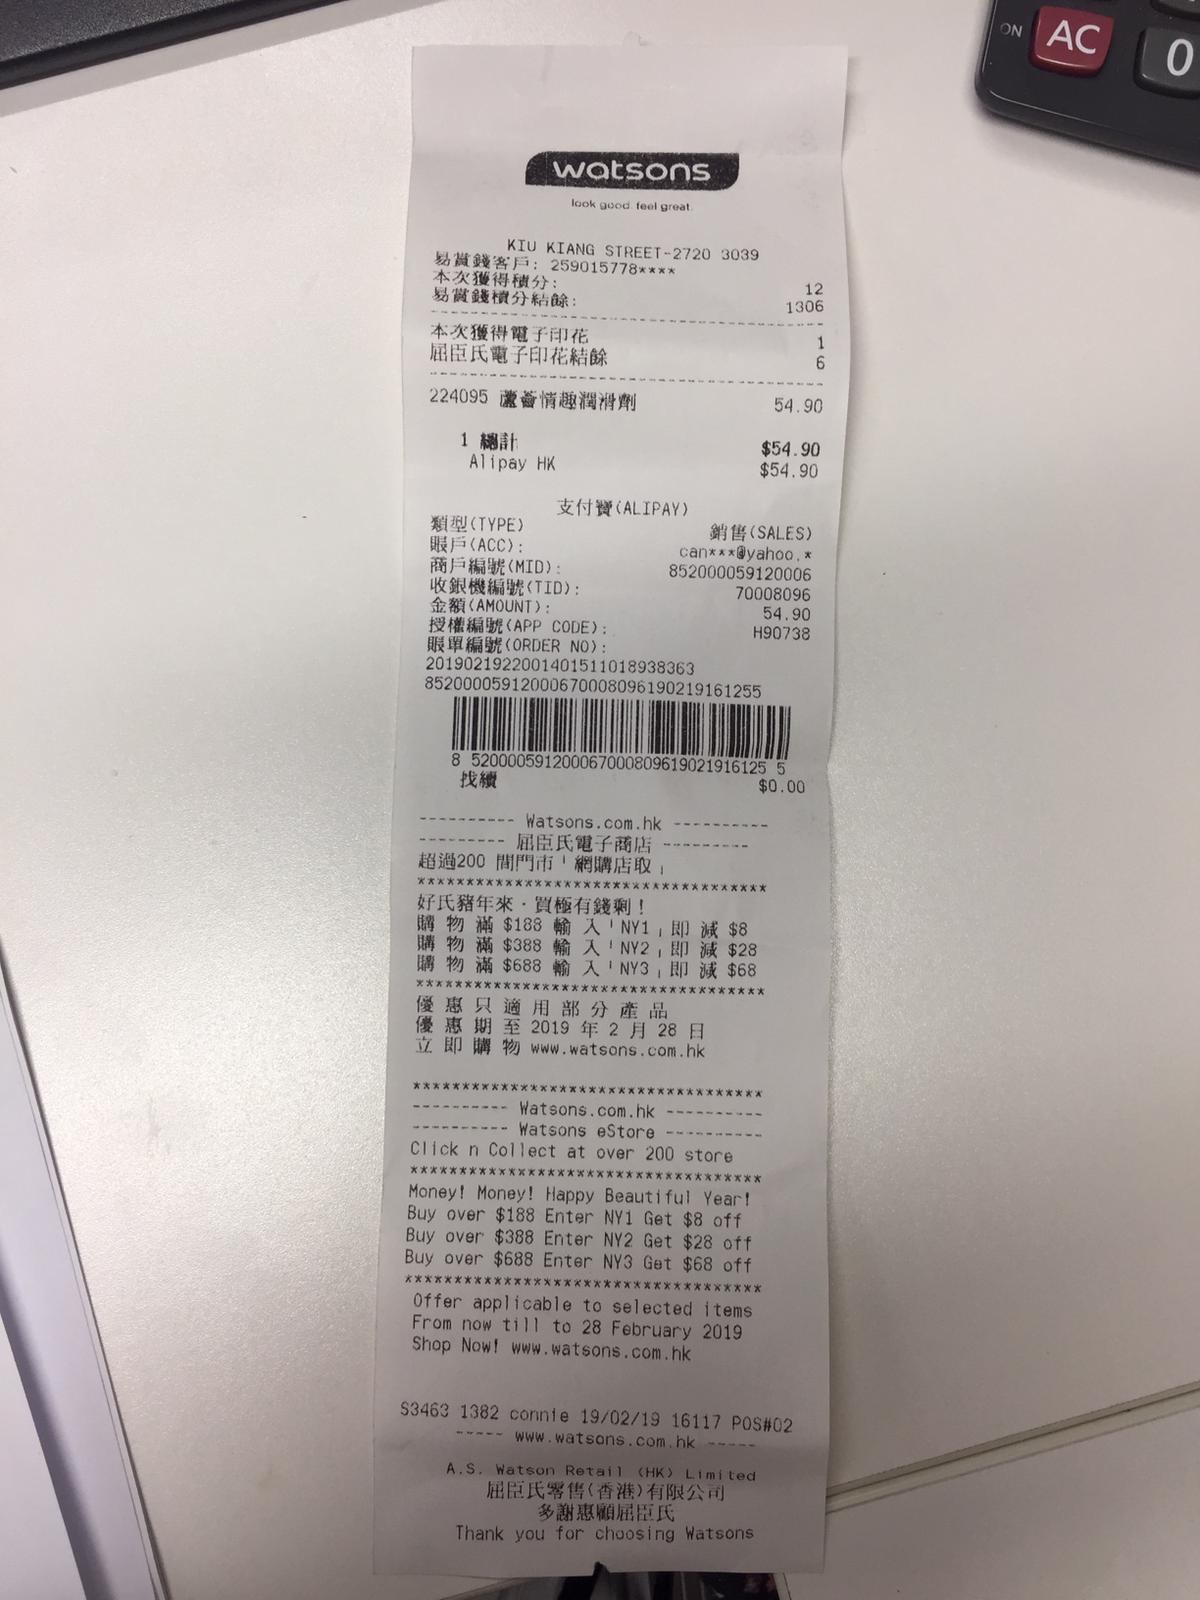 ON
AC
0
watsons
look good. feel great.
KIU KIANG STREET-2720 3039
易賞錢客戶: 259015778****
本次獲得積分: 12
易賞錢積分結餘: 1306
本次獲得電子印花 1
屈臣氏電子印花結餘 6
224095 蘆薈情趣潤滑劑 54.90
1 總計 $54.90
Alipay HK $54.90
支付寶(ALIPAY)
類型(TYPE) 銷售(SALES)
賬戶(ACC): can***@yahoo.*
商戶編號(MID): 852000059120006
收銀機編號(TID): 70008096
金額(AMOUNT): 54.90
授權編號(APP CODE): H90738
賬單編號(ORDER NO):
2019021922001401511018938363
85200005912000670008096190219161255
8 520000591200067000809619021916125 5
找續 $0.00
---------- Watsons.com.hk ----------
--------- 屈臣氏電子商店 ---------
超過200 間門市「網購店取」
************************************
好氏豬年來‧買極有錢剩!
購 物 滿 $188 輸 入「NY1」即 減 $8
購 物 滿 $388 輸 入「NY2」即 減 $28
購 物 滿 $688 輸 入「NY3」即 減 $68
************************************
優 惠 只 適 用 部 分 產 品
優 惠 期 至 2019 年 2 月 28 日
立 即 購 物 www.watsons.com.hk
************************************
---------- Watsons.com.hk ----------
---------- Watsons eStore ----------
Click n Collect at over 200 store
************************************
Money! Money! Happy Beautiful Year!
Buy over $188 Enter NY1 Get $8 off
Buy over $388 Enter NY2 Get $28 off
Buy over $688 Enter NY3 Get $68 off
************************************
Offer applicable to selected items
From now till to 28 February 2019
Shop Now! www.watsons.com.hk
S3463 1382 connie 19/02/19 16117 POS#02
----- www.watsons.com.hk -----
A.S. Watson Retail (HK) Limited
屈臣氏零售(香港)有限公司
多謝惠顧屈臣氏
Thank you for choosing Watsons